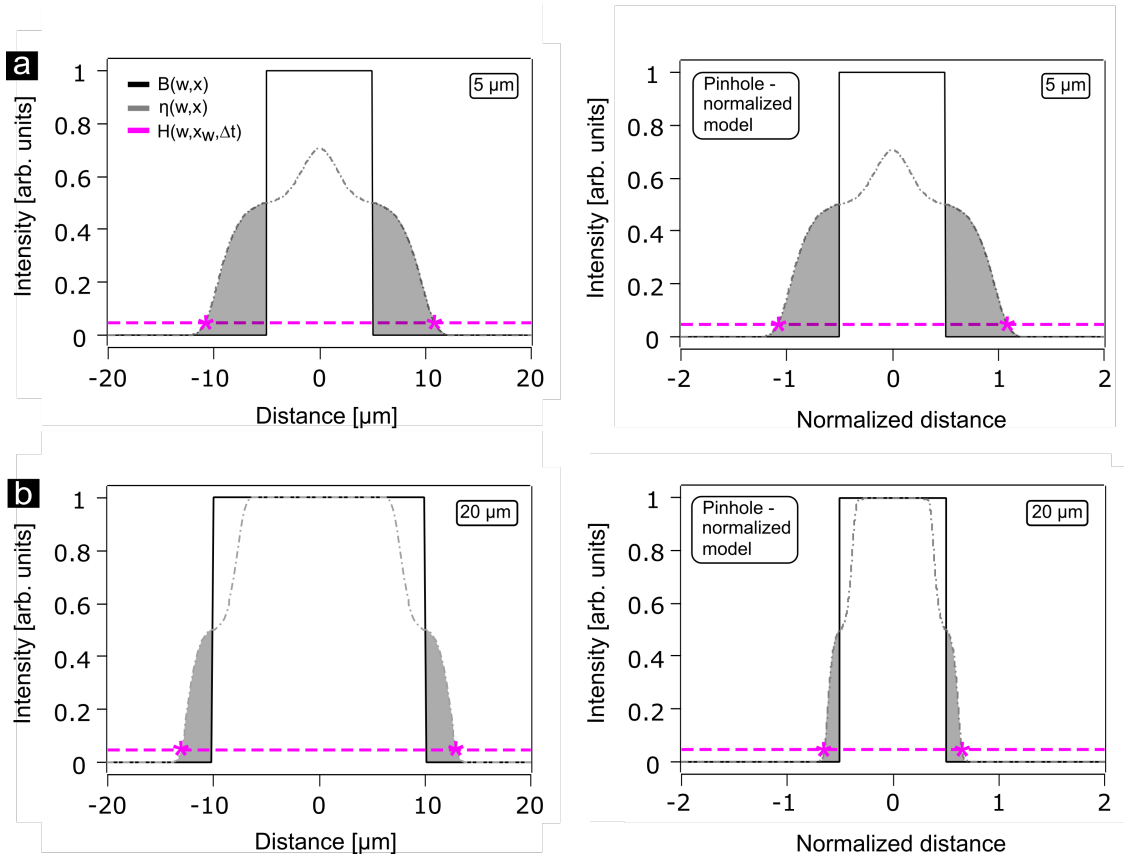 a
Intensity [arb. units]
1
0.8
0.6
0.4
0.2
0
B(w,x)
η(w,x)
H(w,xw,Δt)
5 µm
-20 -10 0 10 20
Distance [µm]
Intensity [arb. units]
1
0.8
0.6
0.4
0.2
0
Pinhole -
normalized
model
5 µm
-2 -1 0 1 2
Normalized distance
b
Intensity [arb. units]
1
0.8
0.6
0.4
0.2
0
20 µm
-20 -10 0 10 20
Distance [µm]
Intensity [arb. units]
1
0.8
0.6
0.4
0.2
0
Pinhole -
normalized
model
20 µm
-2 -1 0 1 2
Normalized distance